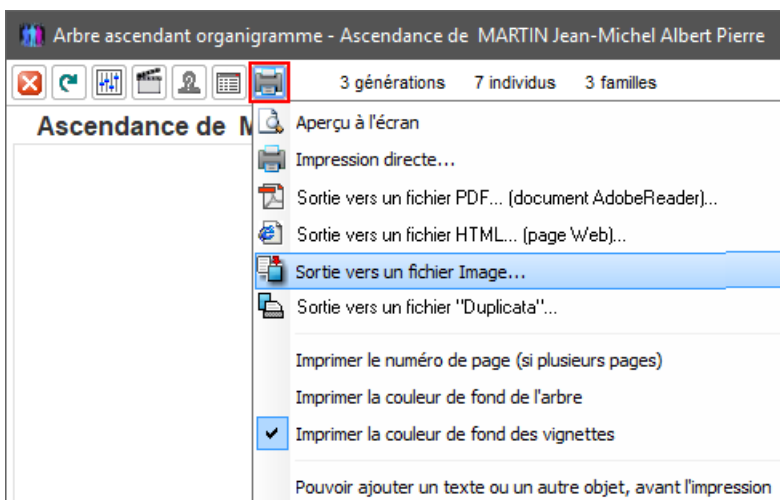 Arbre ascendant organigramme - Ascendance de MARTIN Jean-Michel Albert Pierre
3 générations 7 individus 3 familles
Ascendance de M
Aperçu à l'écran
Impression directe...
Sortie vers un fichier PDF... (document AdobeReader)...
Sortie vers un fichier HTML... (page Web)...
Sortie vers un fichier Image...
Sortie vers un fichier "Duplicata"...
Imprimer le numéro de page (si plusieurs pages)
Imprimer la couleur de fond de l'arbre
Imprimer la couleur de fond des vignettes
Pouvoir ajouter un texte ou un autre objet, avant l'impression